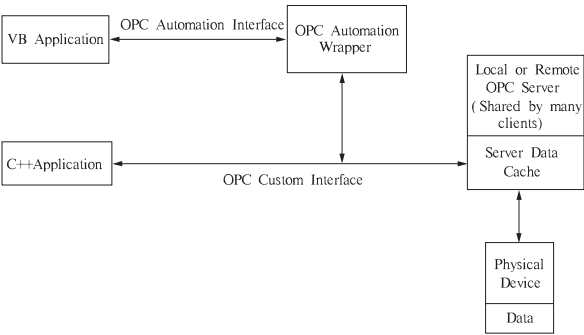 VB Application
OPC Automation Interface
OPC Automation
Wrapper
Local or Remote
OPC Server
(Shared by many
clients)
C++Application
OPC Custom Interface
Server Data
Cache
Physical
Device
Data